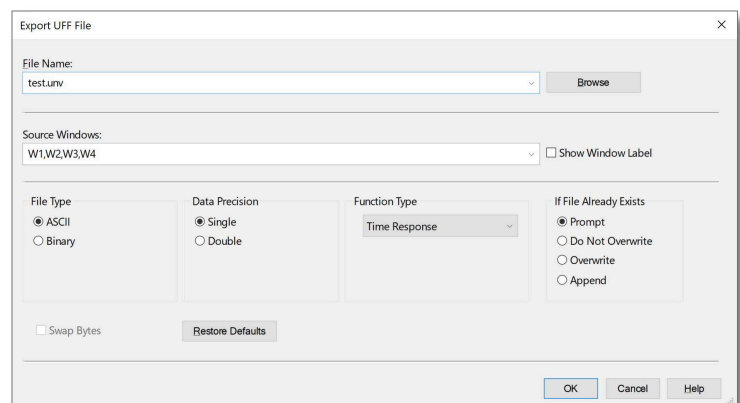 Export UFF File
File Name:
test.unv
Browse
Source Windows:
W1,W2,W3,W4
Show Window Label
File Type
ASCII
Binary
Data Precision
Single
Double
Function Type
Time Response
If File Already Exists
Prompt
Do Not Overwrite
Overwrite
Append
Swap Bytes
Restore Defaults
OK
Cancel
Help